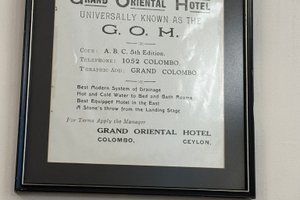 GRAND ORIENTAL HOTEL
UNIVERSALLY KNOWN AS THE
G. O. H.
CODE: A. B. C. 5th Edition.
TELEPHONE: 1052 COLOMBO.
GRAND COLOMBO.
Best Modern System of Drainage
Hot and Cold Water to Bed and Bath Rooms
Best Equipped Hotel in the East
A Stone's throw from the Landing Stage
For Terms Apply the Manager
GRAND ORIENTAL HOTEL
COLOMBO, CEYLON.